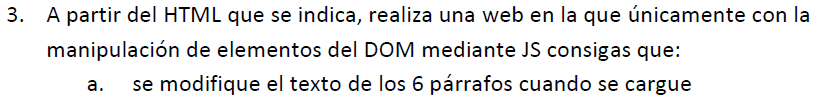 3. A partir del HTML que se indica, realiza una web en la que únicamente con la
manipulación de elementos del DOM mediante JS consigas que:
a. se modifique el texto de los 6 párrafos cuando se cargue